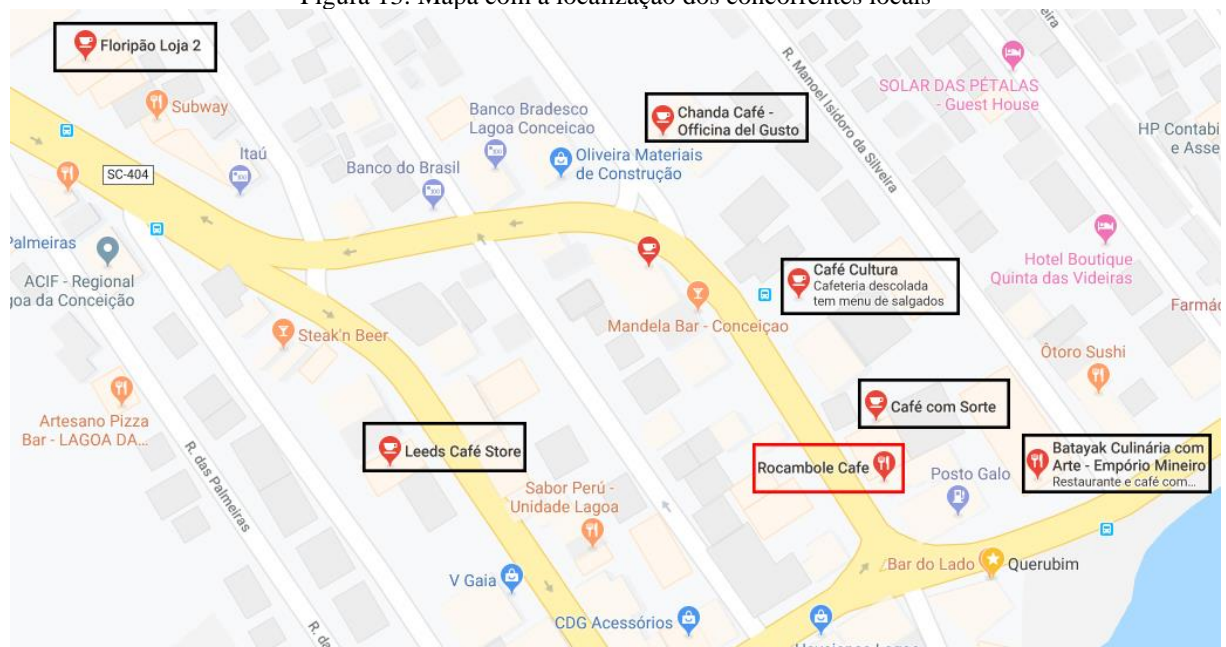 Figura 13: Mapa com a localização dos concorrentes locais
Floripão Loja 2
Subway
SC-404
Itaú
Banco do Brasil
Banco Bradesco
Lagoa Conceicao
Oliveira Materiais
de Construção
Chanda Café -
Officina del Gusto
R. Manoel Isidoro da Silveira
SOLAR DAS PÉTALAS
- Guest House
HP Contabi
e Asse
Palmeiras
ACIF - Regional
goa da Conceição
Steak'n Beer
Mandela Bar - Conceiçao
Café Cultura
Cafeteria descolada
tem menu de salgados
Hotel Boutique
Quinta das Videiras
Farmác
Ôtoro Sushi
Artesano Pizza
Bar - LAGOA DA...
R. das Palmeiras
Leeds Café Store
Café com Sorte
Rocambole Cafe
Posto Galo
Batayak Culinária com
Arte - Empório Mineiro
Restaurante e café com...
Sabor Perú -
Unidade Lagoa
V Gaia
CDG Acessórios
Bar do Lado
Querubim
R. da